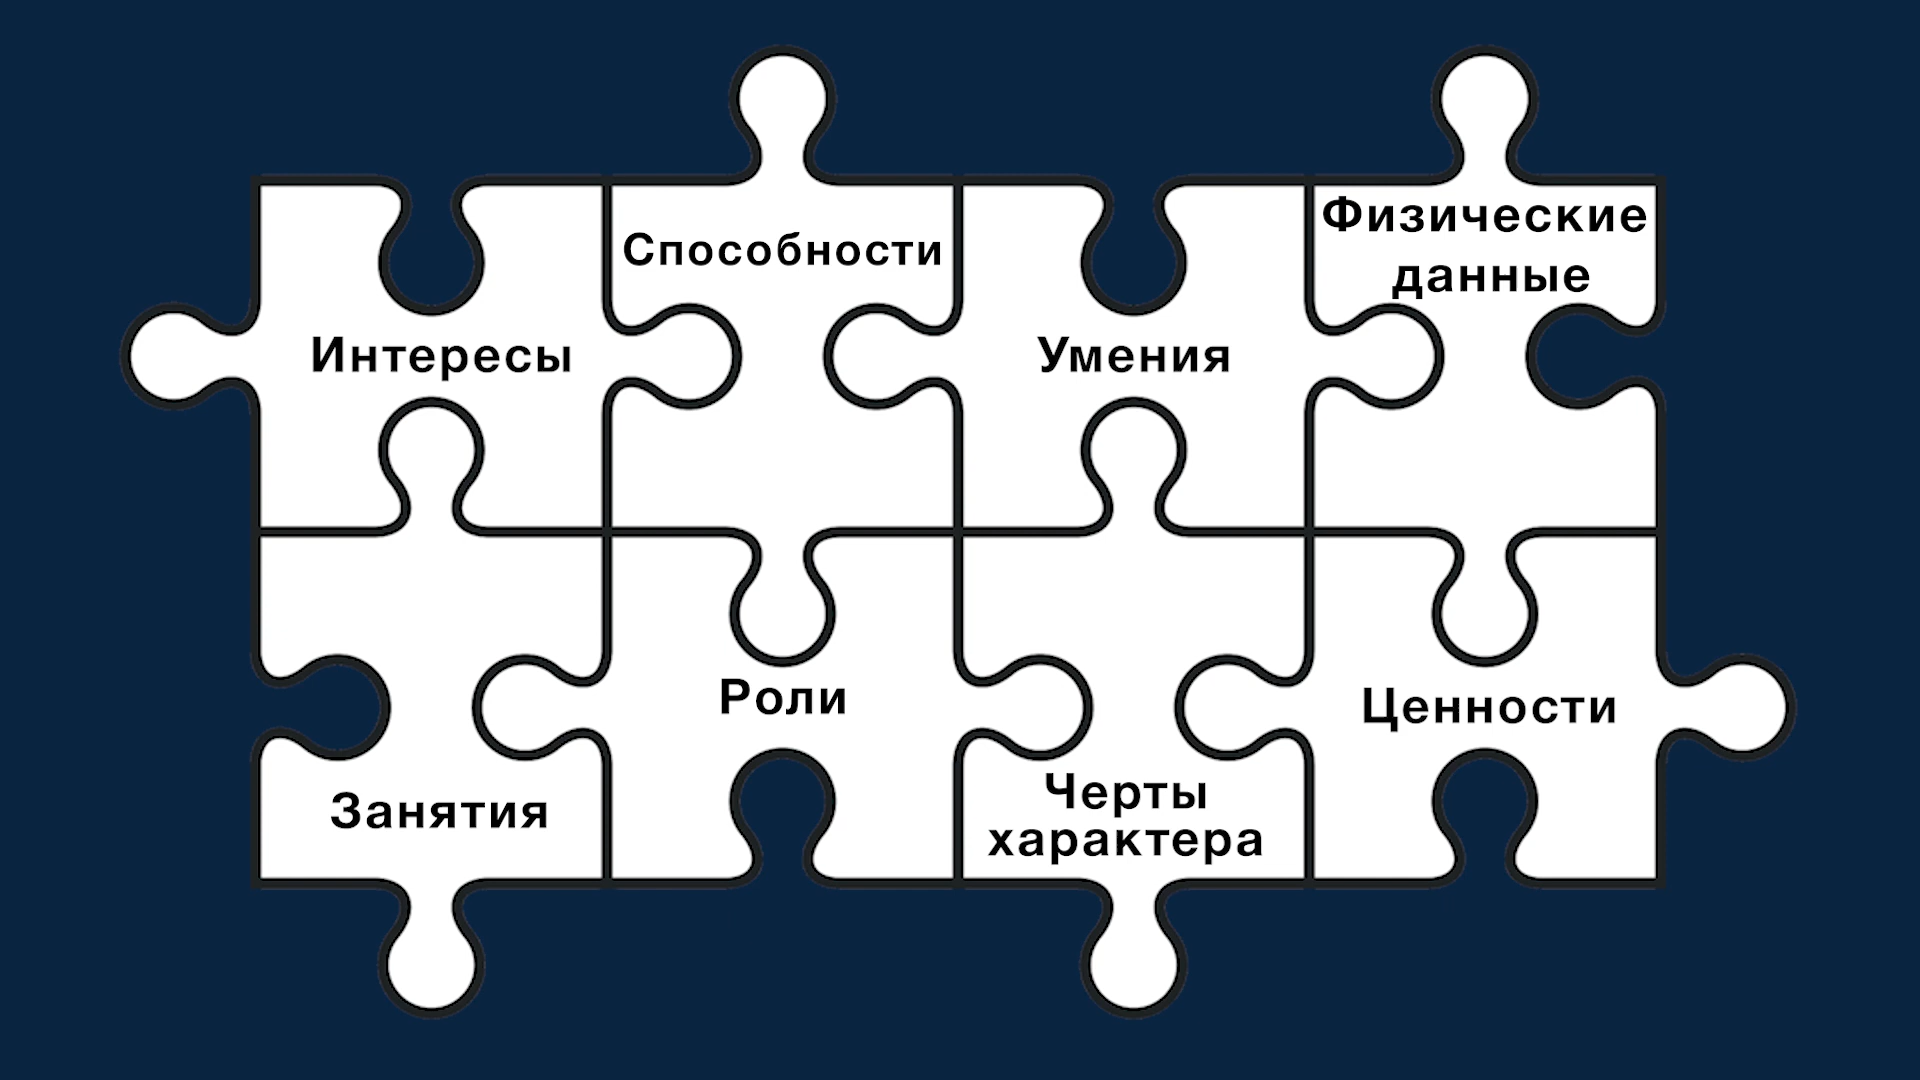 Интересы
Способности
Умения
Физические
данные
Занятия
Роли
Черты
характера
Ценности